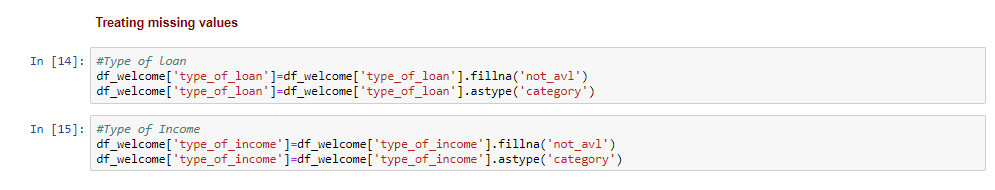 Treating missing values
In [14]: #Type of loan
df_welcome['type_of_loan']=df_welcome['type_of_loan'].fillna('not_avl')
df_welcome['type_of_loan']=df_welcome['type_of_loan'].astype('category')
In [15]: #Type of Income
df_welcome['type_of_income']=df_welcome['type_of_income'].fillna('not_avl')
df_welcome['type_of_income']=df_welcome['type_of_income'].astype('category')